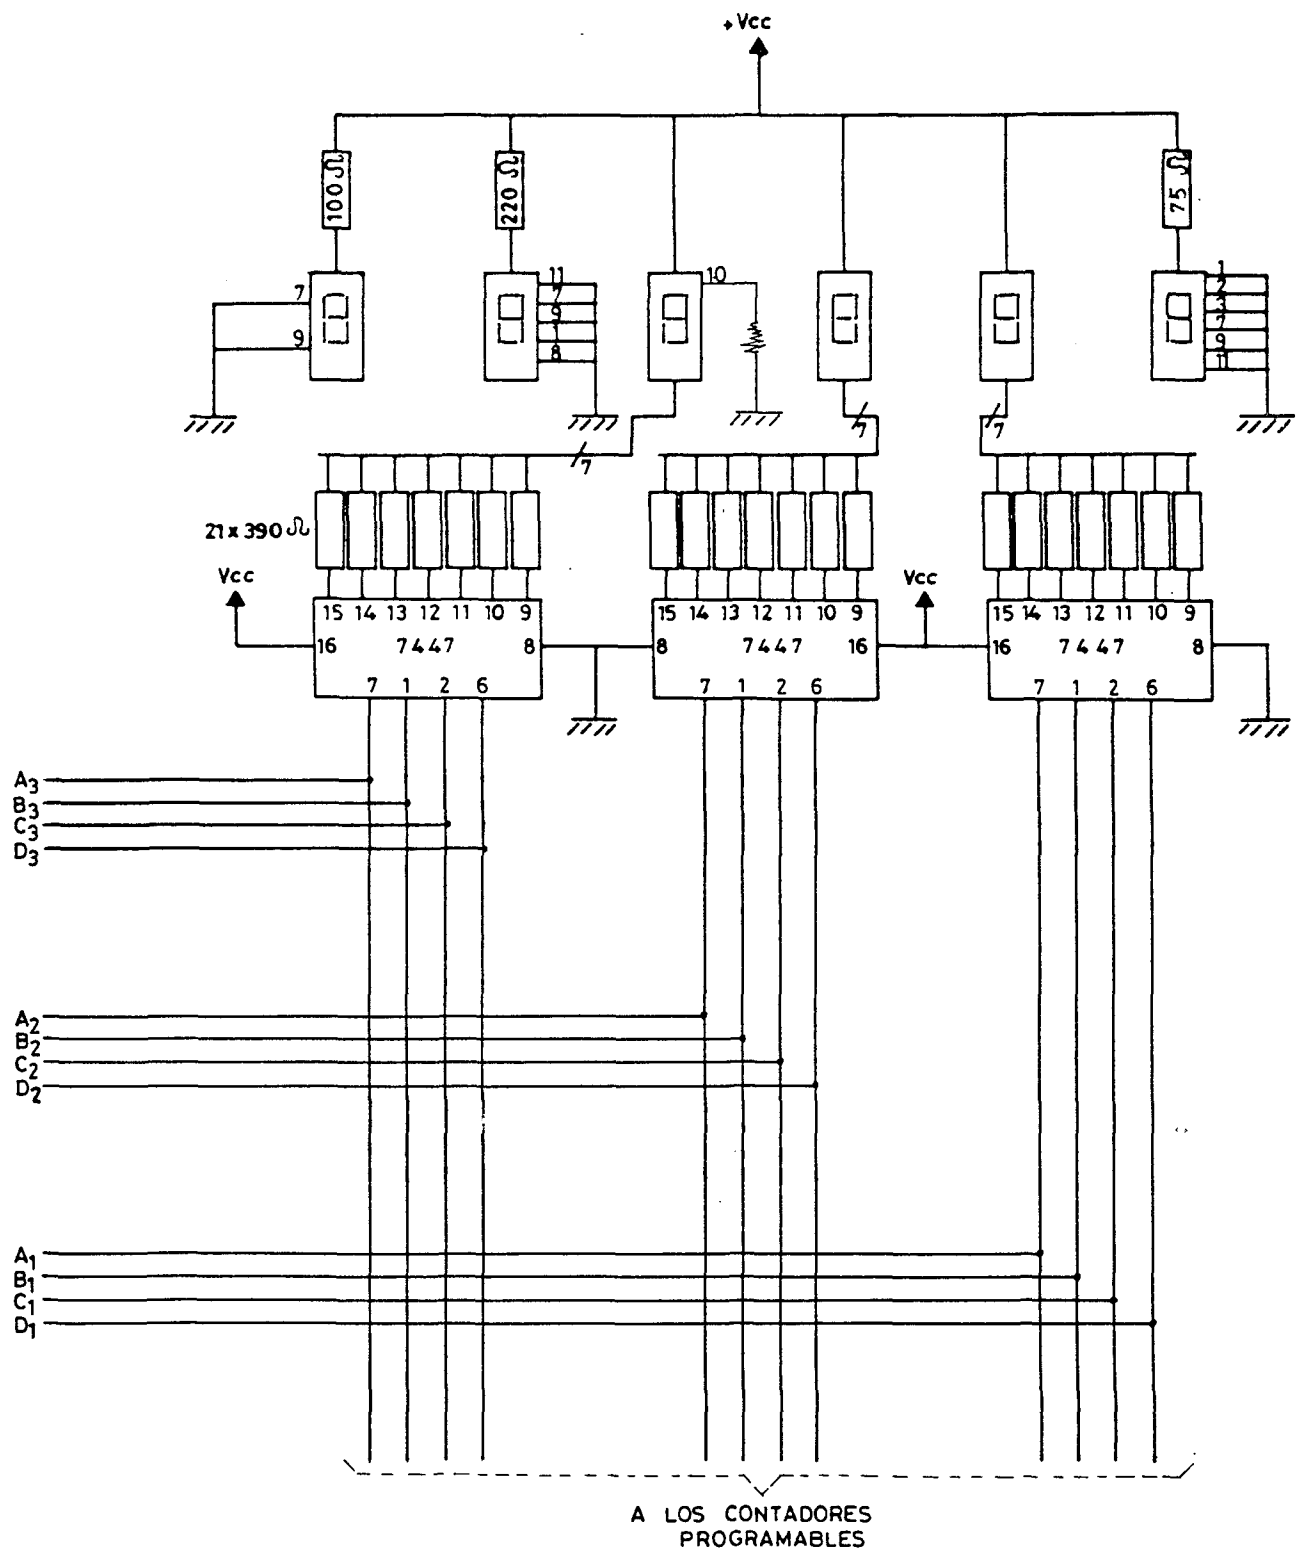 +Vcc
100 Ω
220 Ω
75 Ω
7
9
11
7
9
1
8
10
1
2
3
7
9
11
7
7
7
21 x 390 Ω
Vcc
Vcc
15 14 13 12 11 10 9
16 7447 8
7 1 2 6
15 14 13 12 11 10 9
8 7447 16
7 1 2 6
15 14 13 12 11 10 9
16 7447 8
7 1 2 6
A3
B3
C3
D3
A2
B2
C2
D2
A1
B1
C1
D1
A LOS CONTADORES
PROGRAMABLES